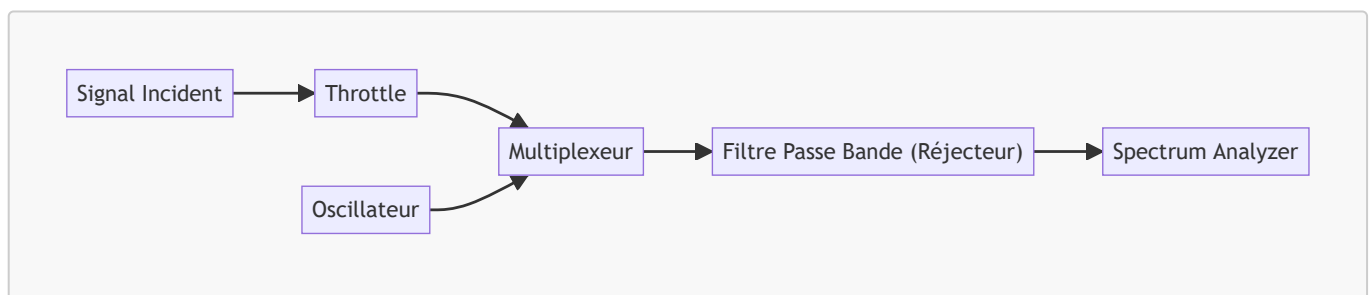 Signal Incident
Throttle
Multiplexeur
Filtre Passe Bande (Réjecteur)
Spectrum Analyzer
Oscillateur